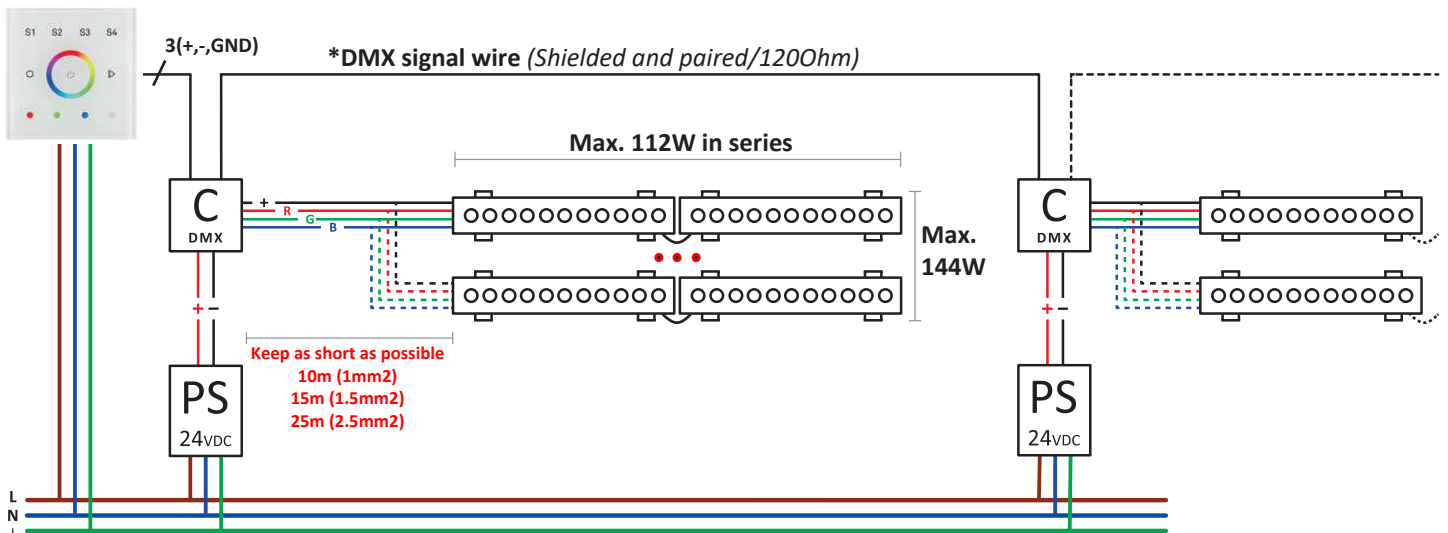 S1 S2 S3 S4
3(+,-,GND)
*DMX signal wire (Shielded and paired/120Ohm)
Max. 112W in series
C
DMX
+
R
G
B
Max.
144W
C
DMX
+ −
+ −
Keep as short as possible
10m (1mm2)
15m (1.5mm2)
25m (2.5mm2)
PS
24VDC
PS
24VDC
L
N